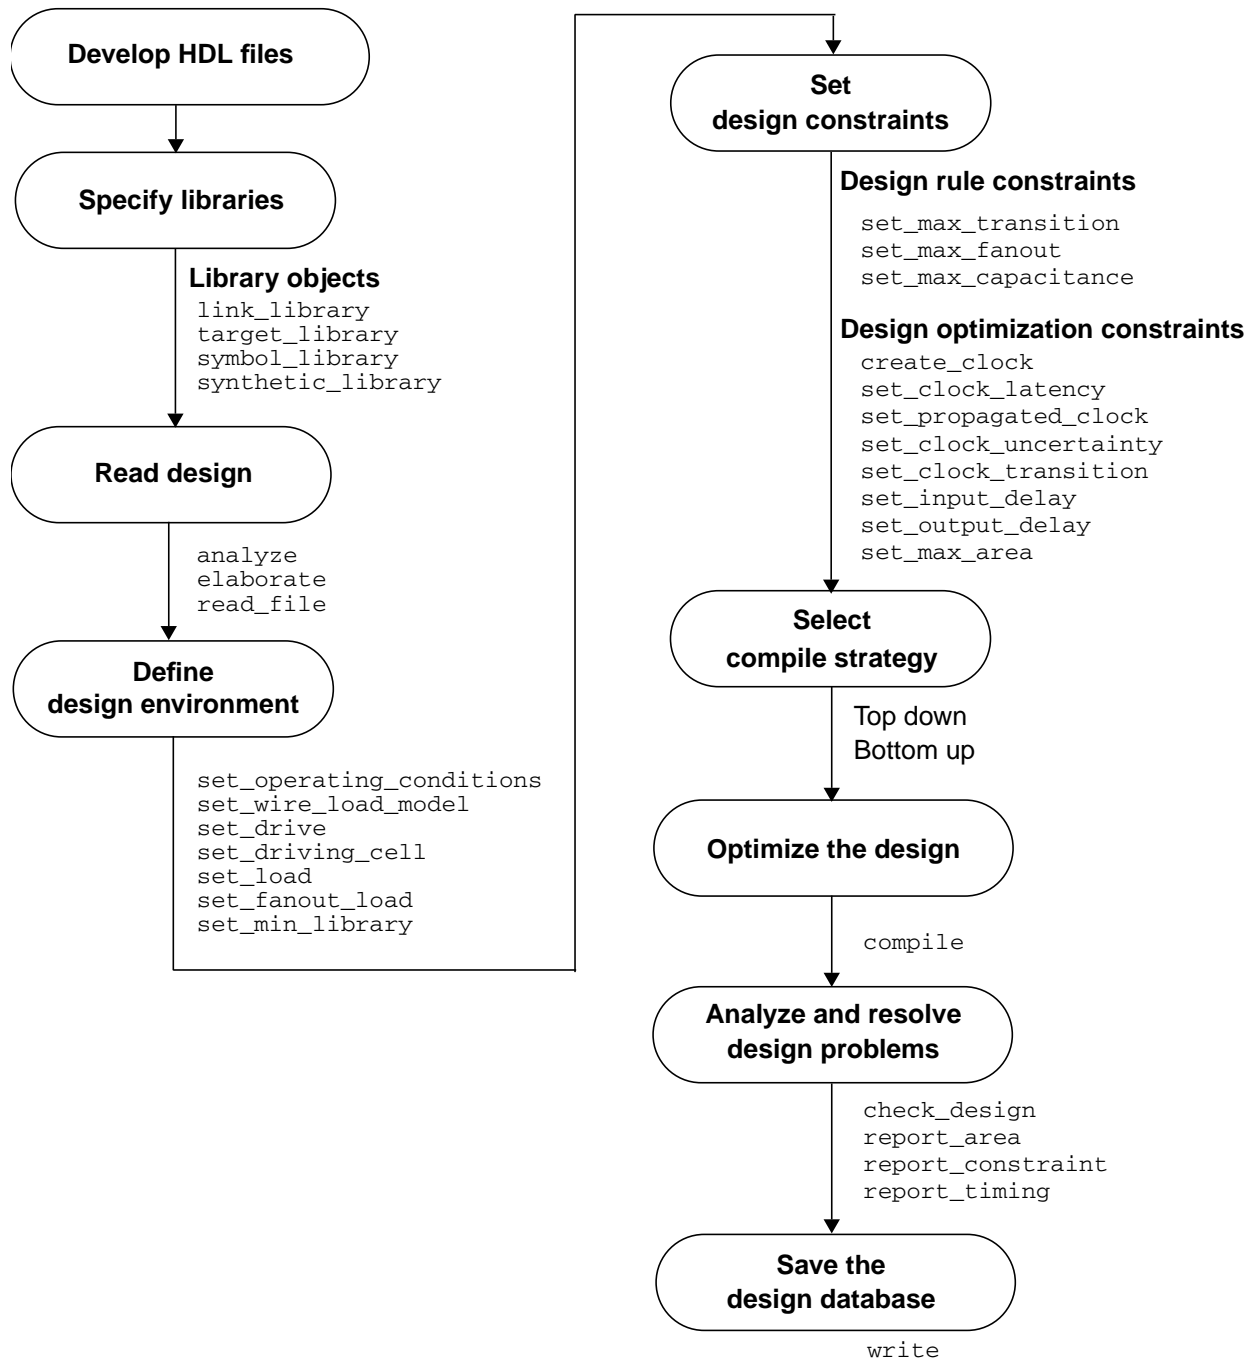 Develop HDL files
Specify libraries
Library objects
link_library
target_library
symbol_library
synthetic_library
Read design
analyze
elaborate
read_file
Define
design environment
set_operating_conditions
set_wire_load_model
set_drive
set_driving_cell
set_load
set_fanout_load
set_min_library
Set
design constraints
Design rule constraints
set_max_transition
set_max_fanout
set_max_capacitance
Design optimization constraints
create_clock
set_clock_latency
set_propagated_clock
set_clock_uncertainty
set_clock_transition
set_input_delay
set_output_delay
set_max_area
Select
compile strategy
Top down
Bottom up
Optimize the design
compile
Analyze and resolve
design problems
check_design
report_area
report_constraint
report_timing
Save the
design database
write